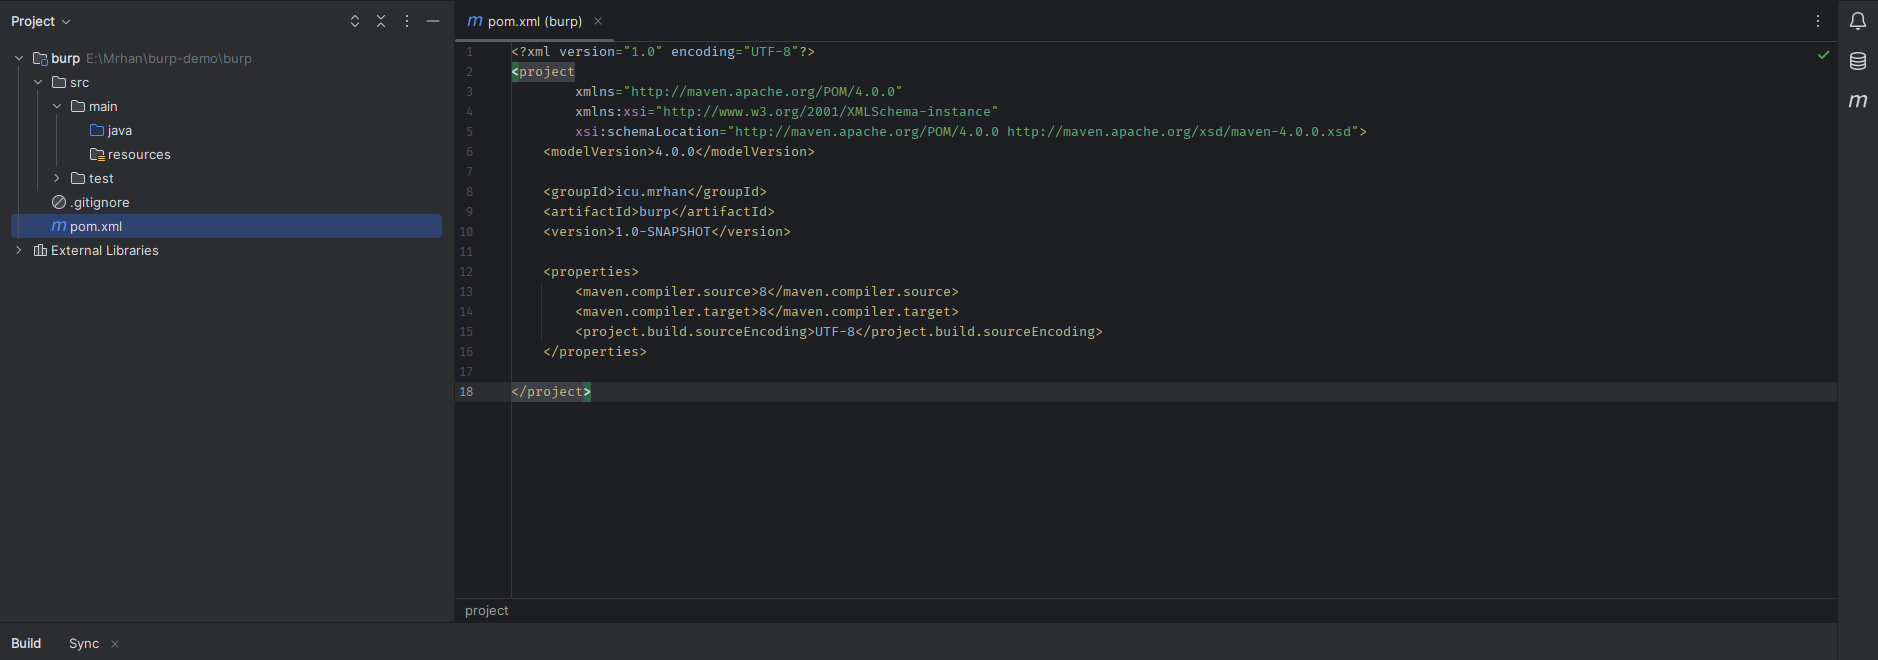 Project
burp E:\Mrhan\burp-demo\burp
src
main
java
resources
test
.gitignore
m pom.xml
External Libraries
m pom.xml (burp)
1 <?xml version="1.0" encoding="UTF-8"?>
2 <project
3 xmlns="http://maven.apache.org/POM/4.0.0"
4 xmlns:xsi="http://www.w3.org/2001/XMLSchema-instance"
5 xsi:schemaLocation="http://maven.apache.org/POM/4.0.0 http://maven.apache.org/xsd/maven-4.0.0.xsd">
6 <modelVersion>4.0.0</modelVersion>
7
8 <groupId>icu.mrhan</groupId>
9 <artifactId>burp</artifactId>
10 <version>1.0-SNAPSHOT</version>
11
12 <properties>
13 <maven.compiler.source>8</maven.compiler.source>
14 <maven.compiler.target>8</maven.compiler.target>
15 <project.build.sourceEncoding>UTF-8</project.build.sourceEncoding>
16 </properties>
17
18 </project>
project
m
Build Sync